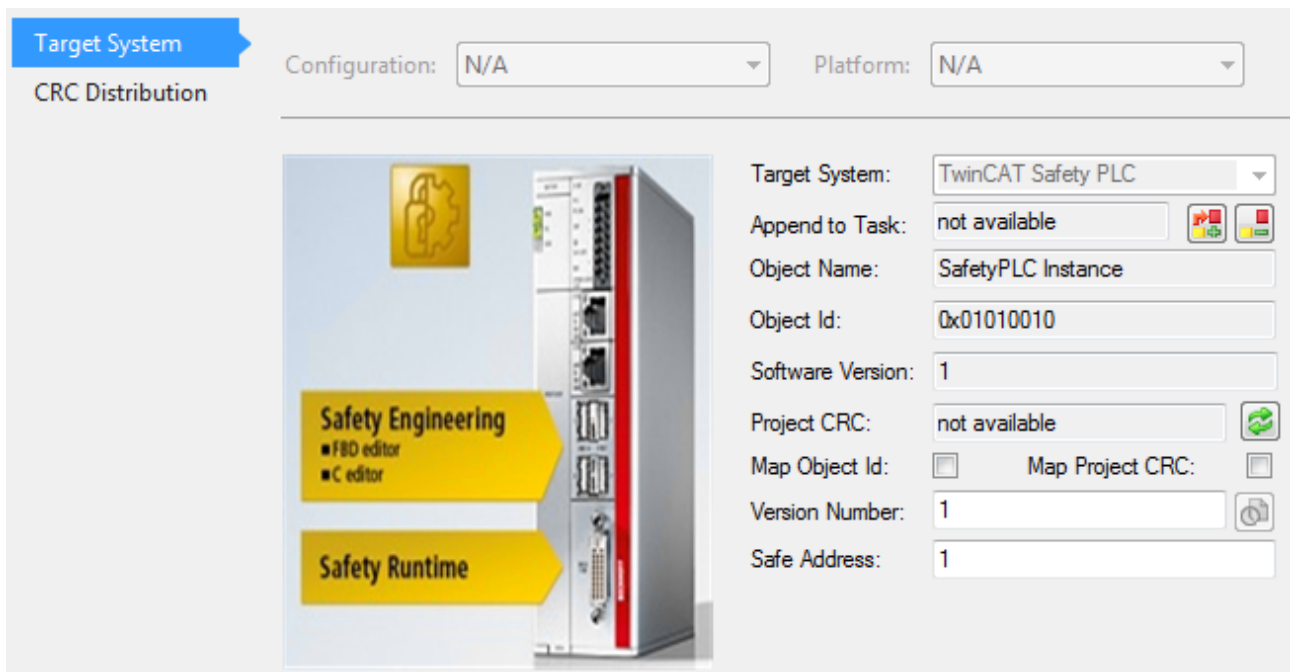 Target System
CRC Distribution
Configuration: N/A Platform: N/A
Target System: TwinCAT Safety PLC
Append to Task: not available
Object Name: SafetyPLC Instance
Object Id: 0x01010010
Software Version: 1
Project CRC: not available
Map Object Id: Map Project CRC:
Version Number: 1
Safe Address: 1
Safety Engineering
■FBD editor
■C editor
Safety Runtime